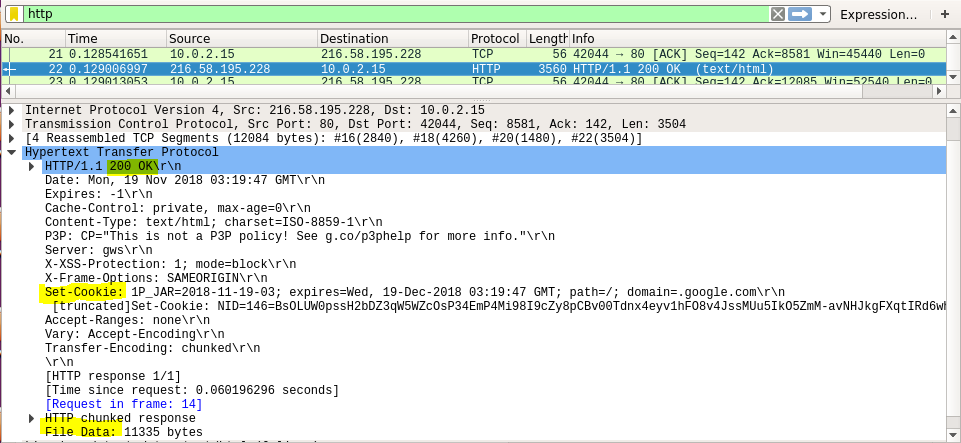 http
Expression…
+
No. Time Source Destination Protocol Length Info
21 0.128541651 10.0.2.15 216.58.195.228 TCP 56 42044 → 80 [ACK] Seq=142 Ack=8581 Win=45440 Len=0
22 0.129006997 216.58.195.228 10.0.2.15 HTTP 3560 HTTP/1.1 200 OK (text/html)
23 0.129013053 10.0.2.15 216.58.195.228 TCP 56 42044 → 80 [ACK] Seq=142 Ack=12085 Win=52540 Len=0
Internet Protocol Version 4, Src: 216.58.195.228, Dst: 10.0.2.15
Transmission Control Protocol, Src Port: 80, Dst Port: 42044, Seq: 8581, Ack: 142, Len: 3504
[4 Reassembled TCP Segments (12084 bytes): #16(2840), #18(4260), #20(1480), #22(3504)]
Hypertext Transfer Protocol
HTTP/1.1 200 OK\r\n
Date: Mon, 19 Nov 2018 03:19:47 GMT\r\n
Expires: -1\r\n
Cache-Control: private, max-age=0\r\n
Content-Type: text/html; charset=ISO-8859-1\r\n
P3P: CP="This is not a P3P policy! See g.co/p3phelp for more info."\r\n
Server: gws\r\n
X-XSS-Protection: 1; mode=block\r\n
X-Frame-Options: SAMEORIGIN\r\n
Set-Cookie: 1P_JAR=2018-11-19-03; expires=Wed, 19-Dec-2018 03:19:47 GMT; path=/; domain=.google.com\r\n
[truncated]Set-Cookie: NID=146=BsOLUW0pssH2bDZ3qW5WZcOsP34EmP4Mi98I9cZy8pCBv00Tdnx4eyv1hFO8v4JssMUu5IkO5ZmM-avNHJkgFXqtIRd6wh
Accept-Ranges: none\r\n
Vary: Accept-Encoding\r\n
Transfer-Encoding: chunked\r\n
\r\n
[HTTP response 1/1]
[Time since request: 0.060196296 seconds]
[Request in frame: 14]
HTTP chunked response
File Data: 11335 bytes